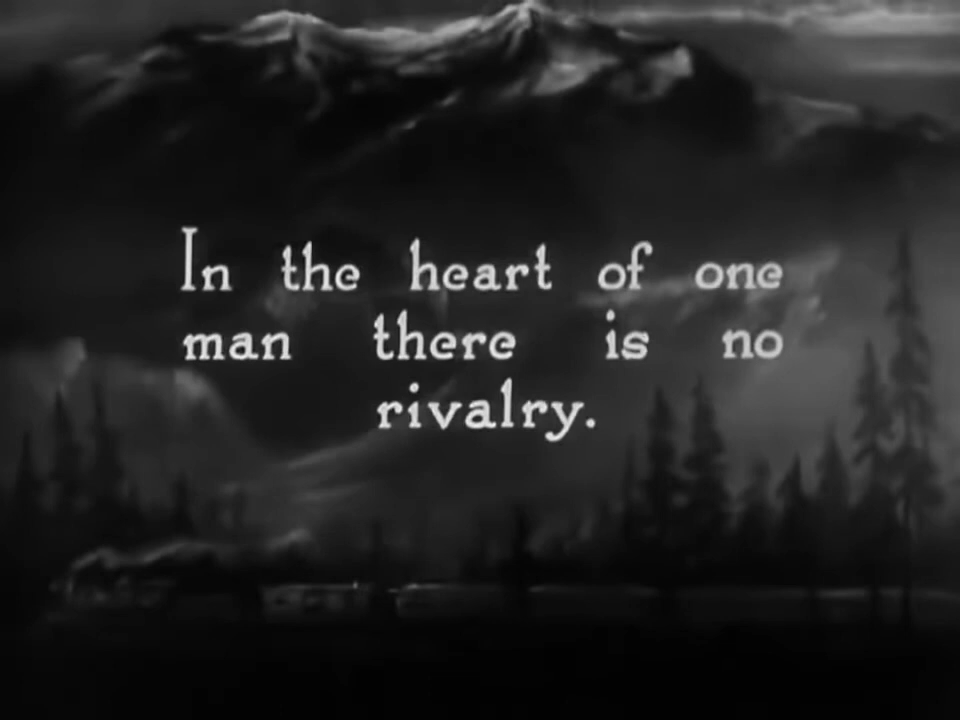 In the heart of one
man there is no
rivalry.